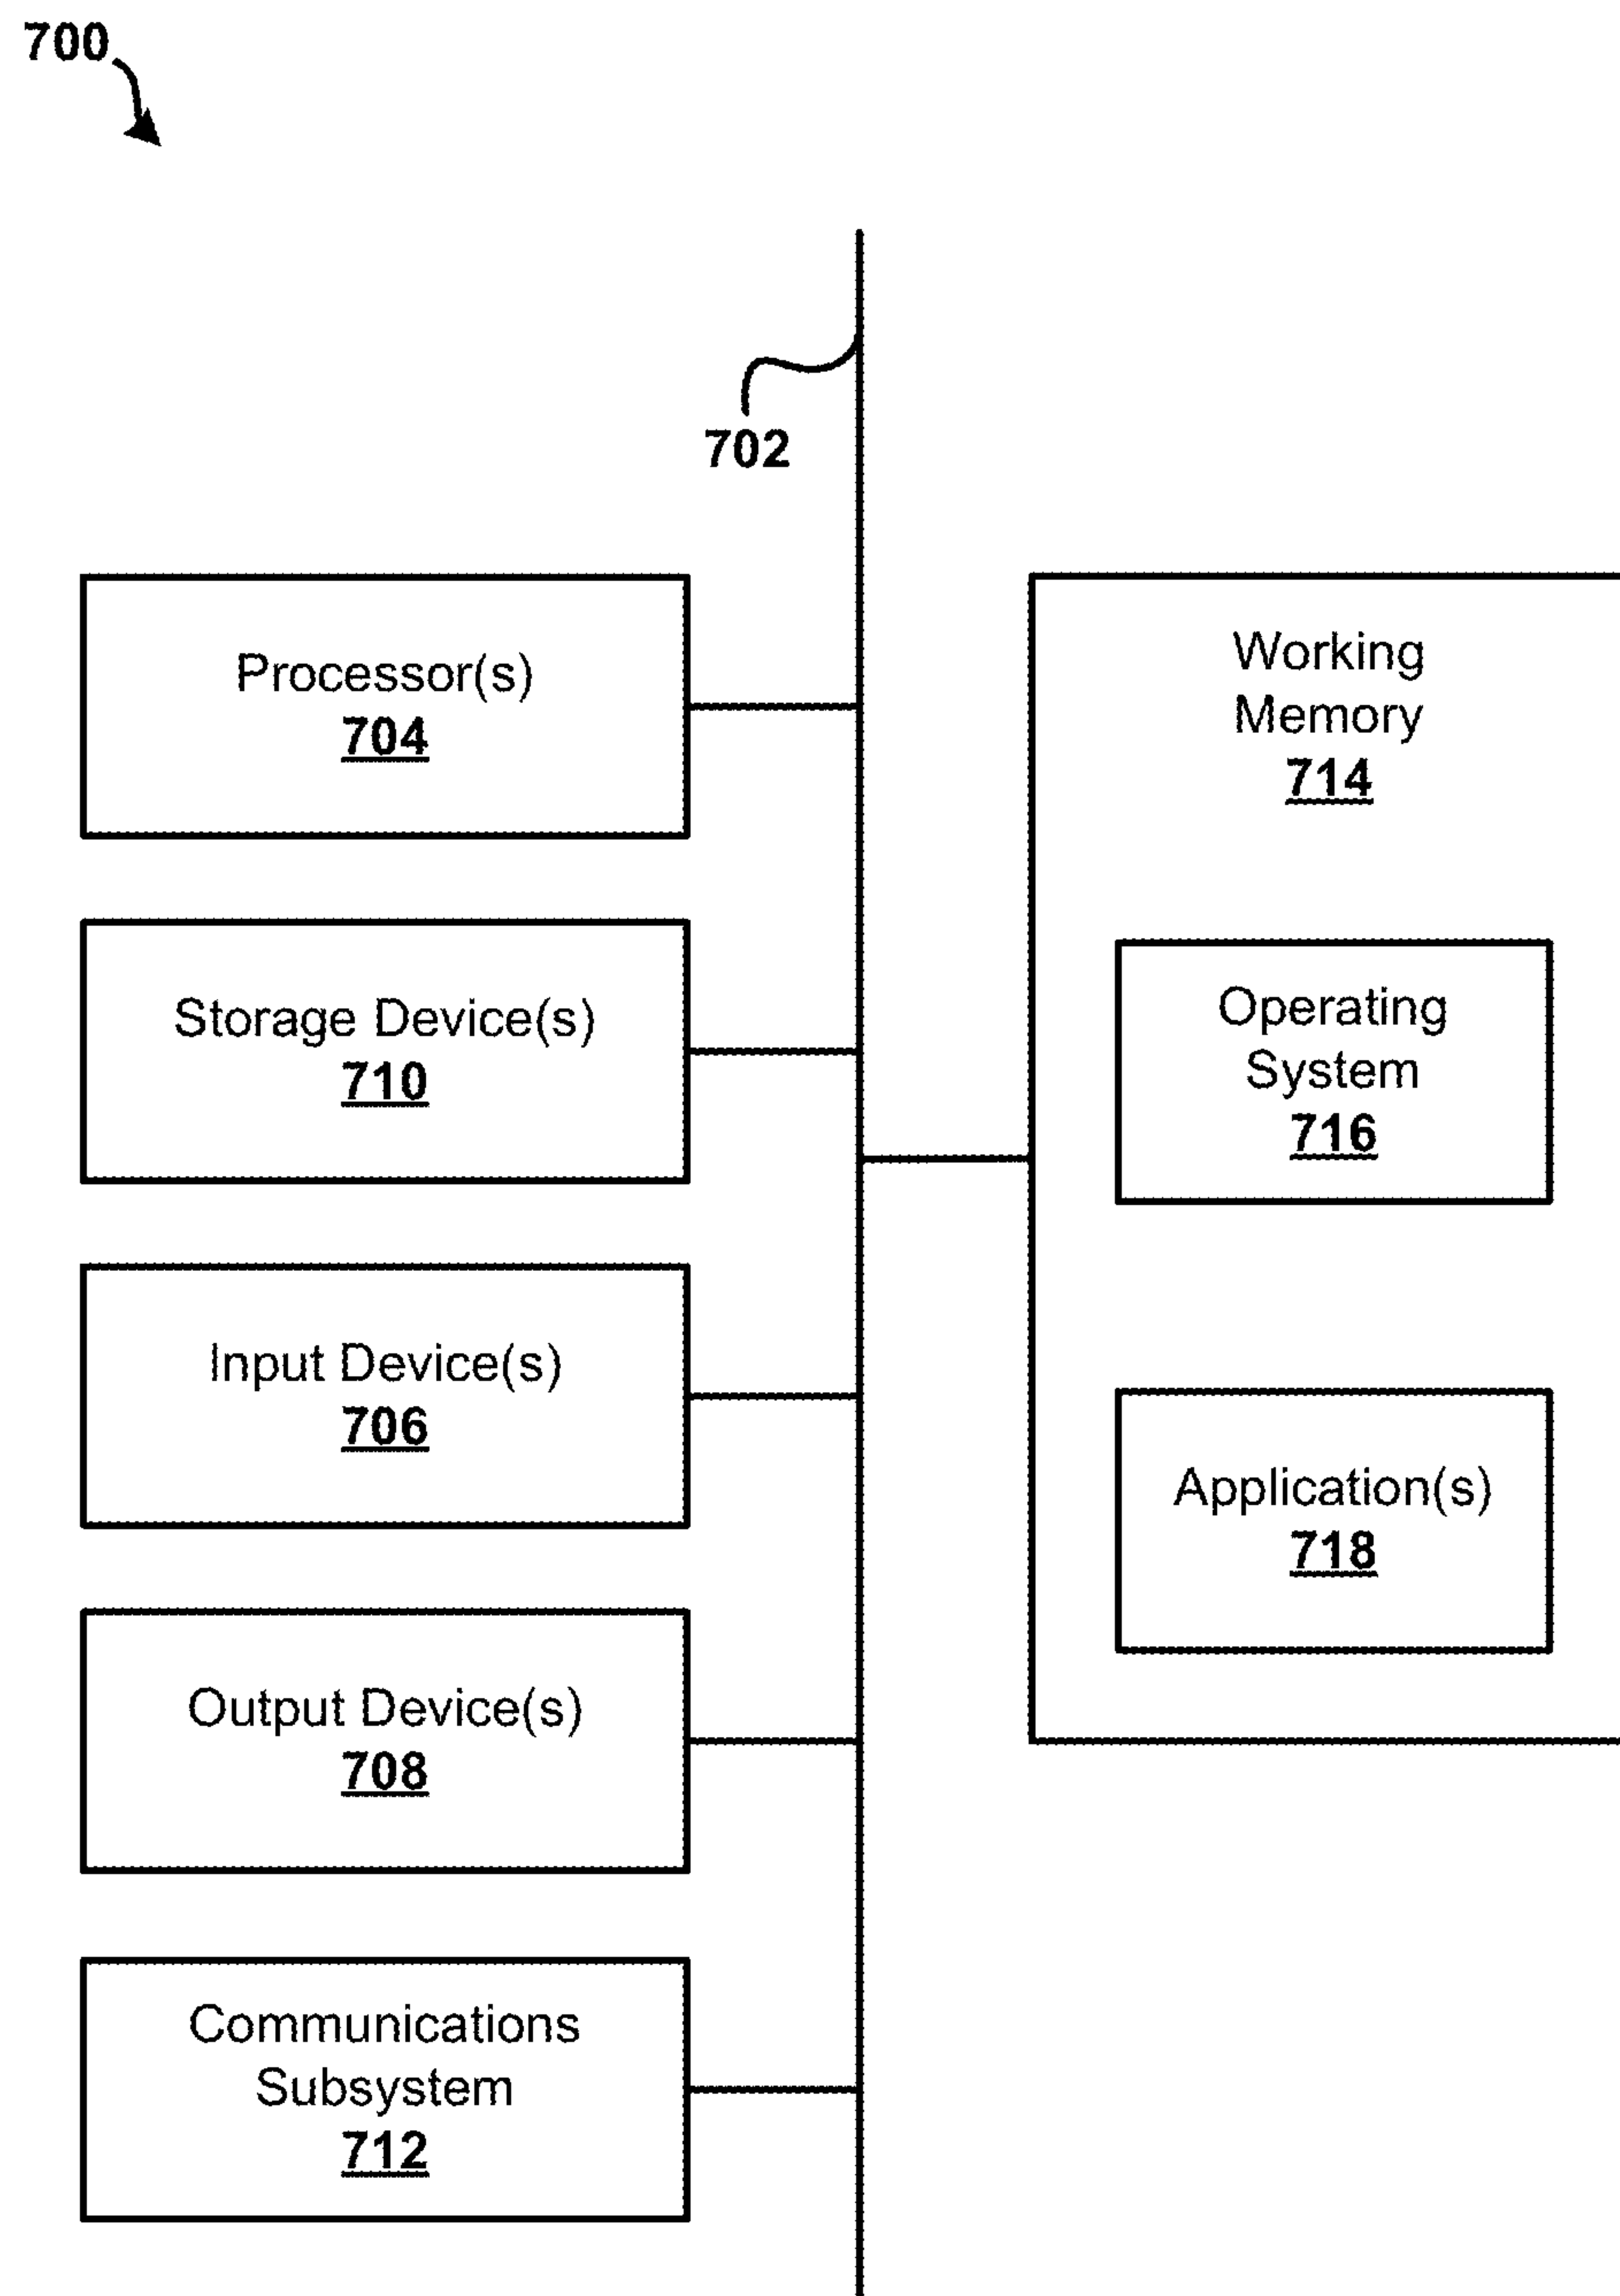 700
702
Processor(s)
704
Storage Device(s)
710
Input Device(s)
706
Output Device(s)
708
Communications
Subsystem
712
Working
Memory
714
Operating
System
716
Application(s)
718